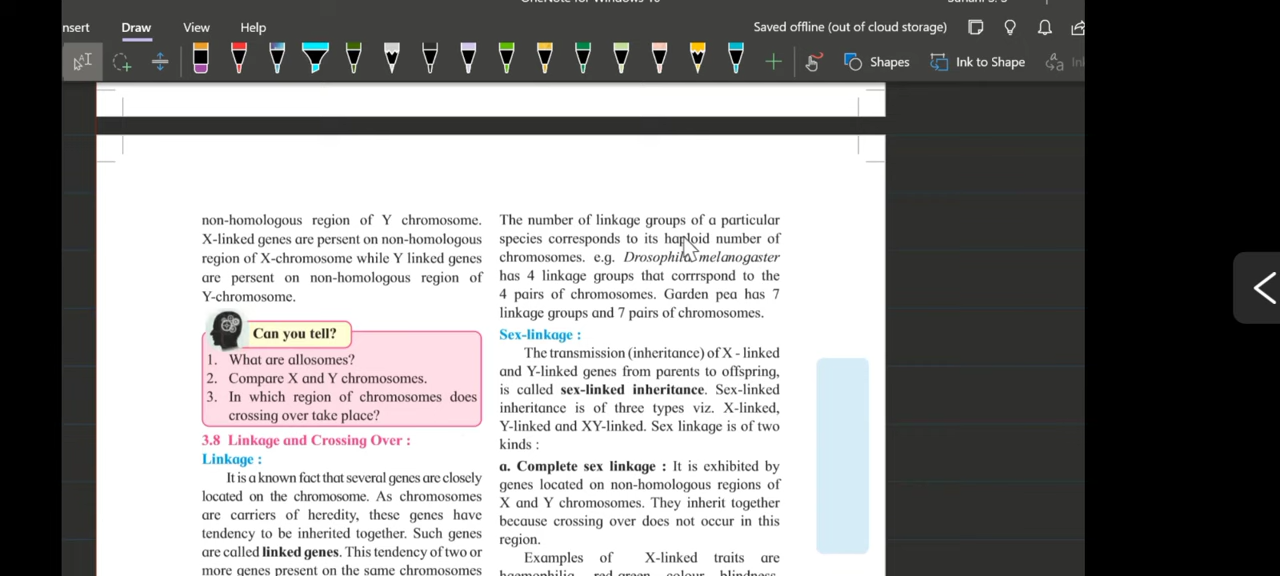 nsert Draw View Help Saved offline (out of cloud storage)
Shapes Ink to Shape
non-homologous region of Y chromosome.
X-linked genes are persent on non-homologous
region of X-chromosome while Y linked genes
are persent on non-homologous region of
Y-chromosome.
Can you tell?
1. What are allosomes?
2. Compare X and Y chromosomes.
3. In which region of chromosomes does
crossing over take place?
3.8 Linkage and Crossing Over :
Linkage :
It is a known fact that several genes are closely
located on the chromosome. As chromosomes
are carriers of heredity, these genes have
tendency to be inherited together. Such genes
are called linked genes. This tendency of two or
more genes present on the same chromosomes
The number of linkage groups of a particular
species corresponds to its haploid number of
chromosomes. e.g. Drosophila melanogaster
has 4 linkage groups that corrrspond to the
4 pairs of chromosomes. Garden pea has 7
linkage groups and 7 pairs of chromosomes.
Sex-linkage :
The transmission (inheritance) of X - linked
and Y-linked genes from parents to offspring,
is called sex-linked inheritance. Sex-linked
inheritance is of three types viz. X-linked,
Y-linked and XY-linked. Sex linkage is of two
kinds :
a. Complete sex linkage : It is exhibited by
genes located on non-homologous regions of
X and Y chromosomes. They inherit together
because crossing over does not occur in this
region.
Examples of X-linked traits are
haemophilia, red-green colour blindness,